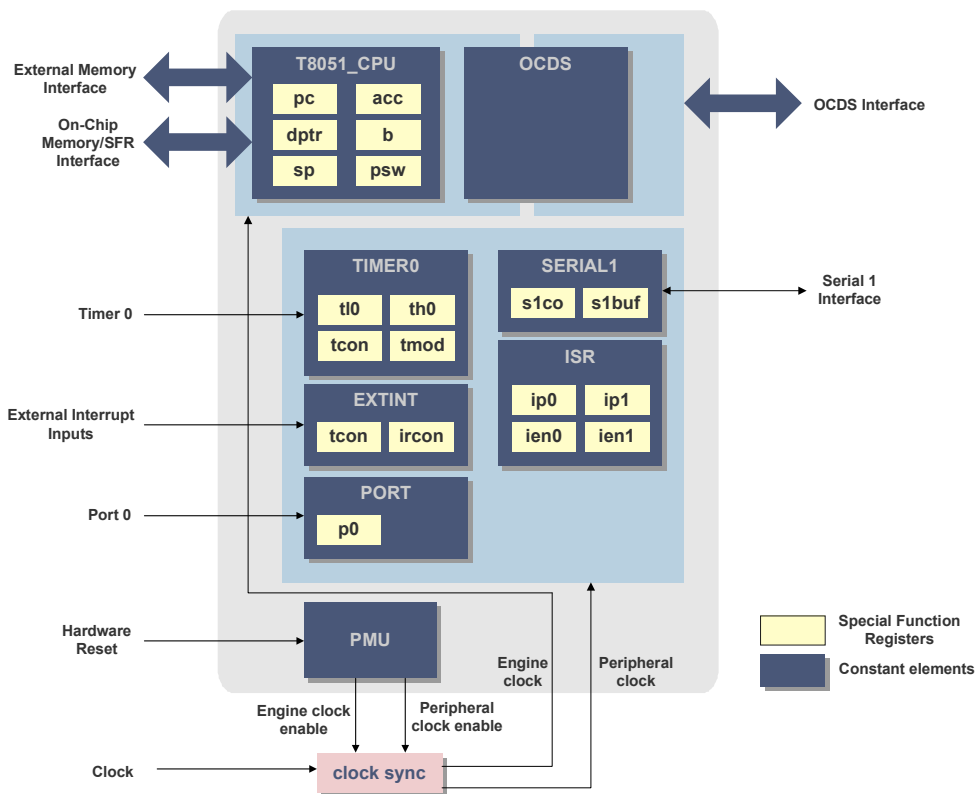 T8051_CPU
OCDS
External Memory
Interface
pc
acc
OCDS Interface
On-Chip
Memory/SFR
Interface
dptr
b
sp
psw
TIMER0
SERIAL1
Timer 0
tl0
th0
s1co
s1buf
Serial 1
Interface
tcon
tmod
ISR
External Interrupt
Inputs
EXTINT
ip0
ip1
tcon
ircon
ien0
ien1
PORT
Port 0
p0
Hardware
Reset
PMU
Special Function
Registers
Engine
clock
Peripheral
clock
Constant elements
Engine clock
enable
Peripheral
clock enable
Clock
clock sync